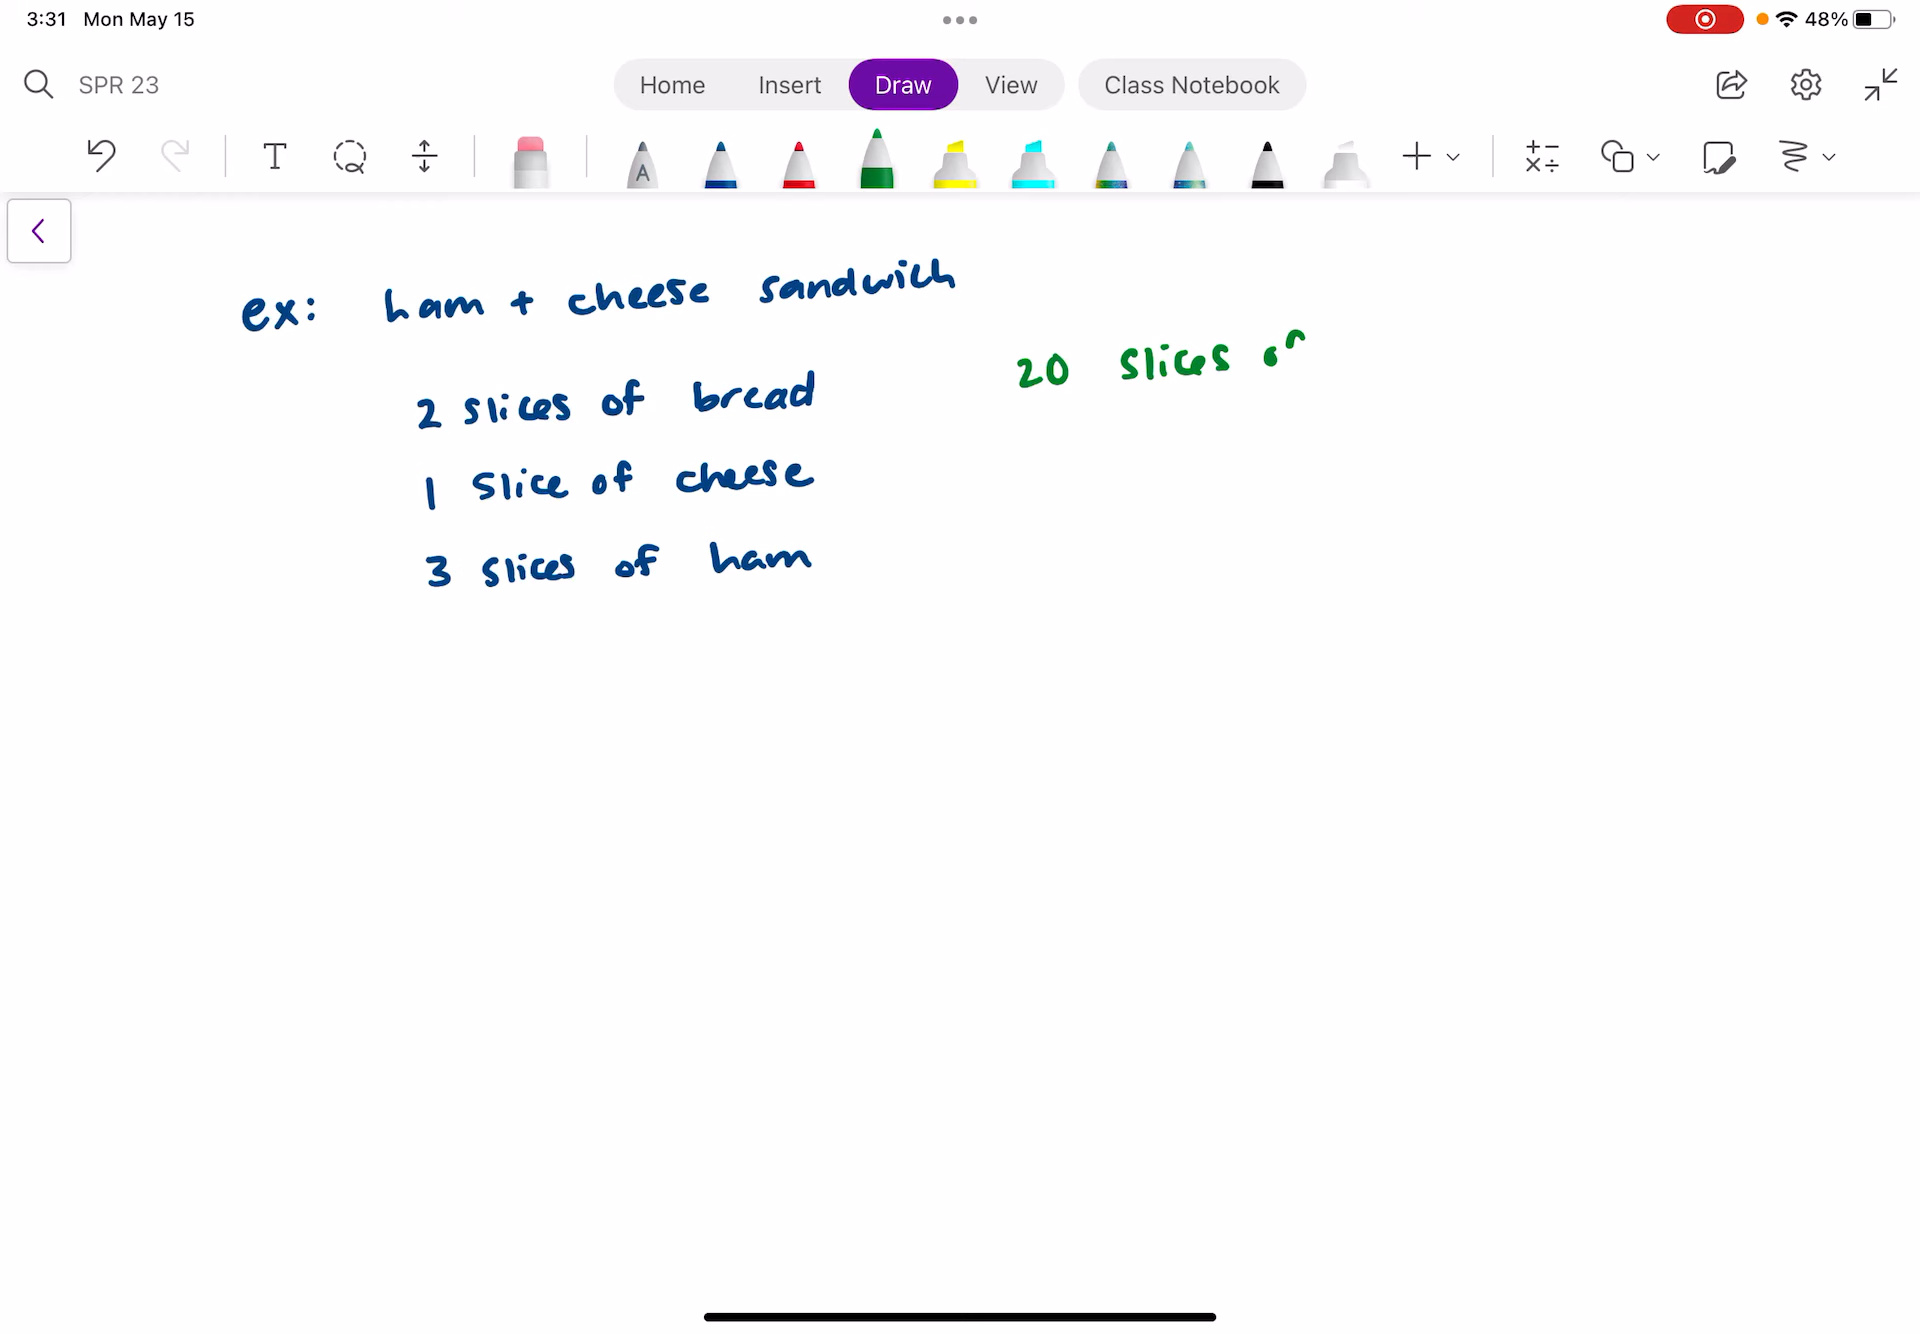 3:31 Mon May 15
48%
SPR 23
Home Insert Draw View Class Notebook
T
A
ex: ham + cheese sandwich
20 slices
2 slices of bread
1 slice of cheese
3 slices of ham